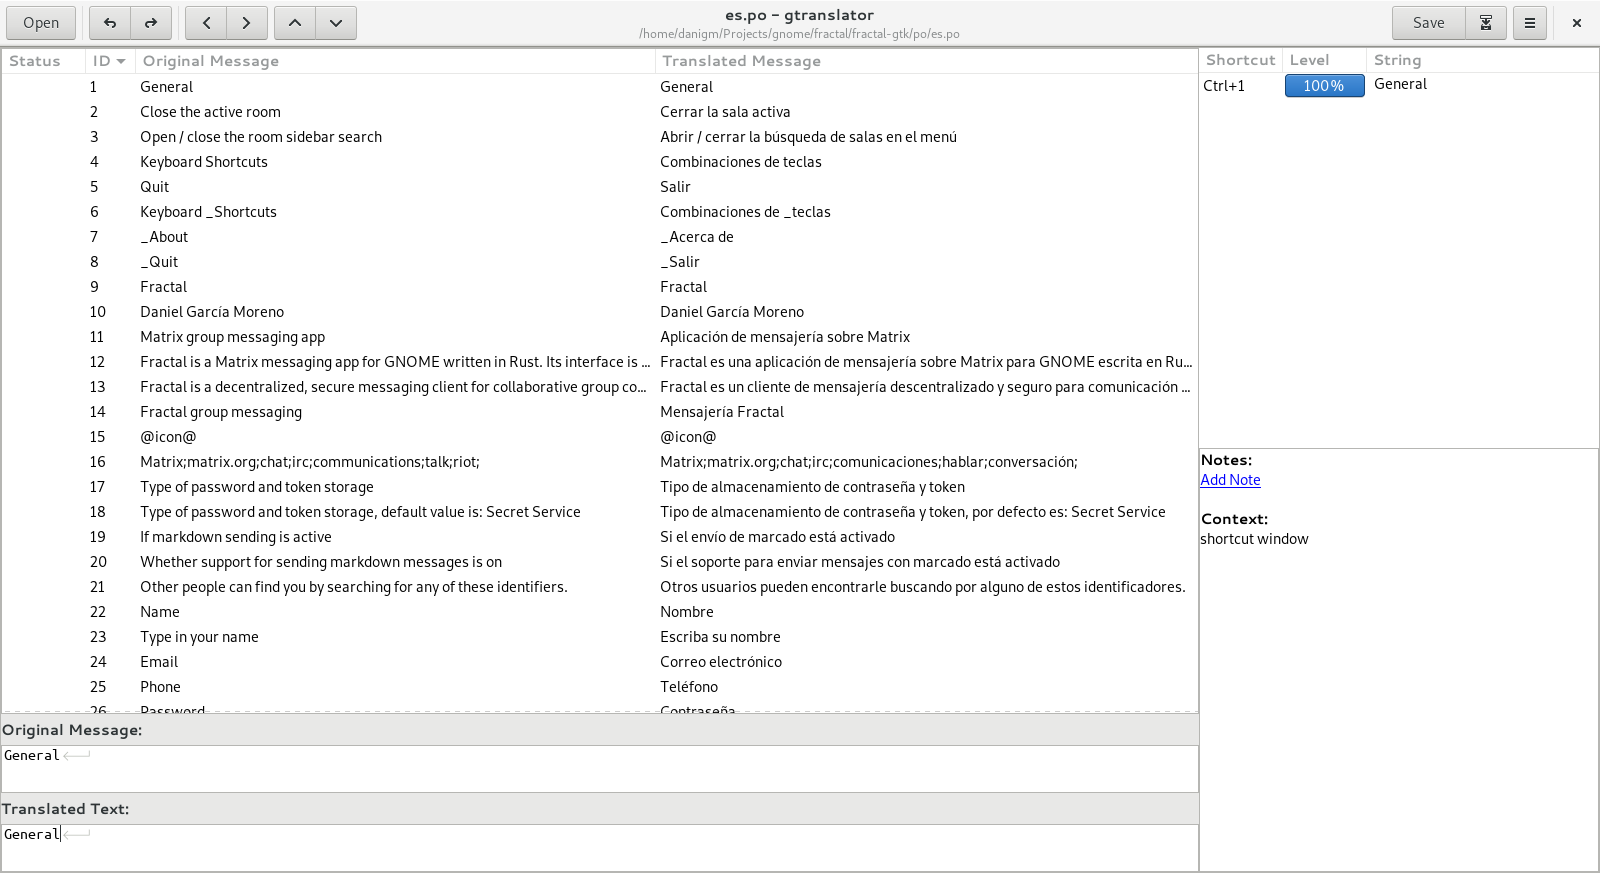 Open
es.po – gtranslator
/home/danigm/Projects/gnome/fractal/fractal-gtk/po/es.po
Save
Status ID Original Message Translated Message
1 General General
2 Close the active room Cerrar la sala activa
3 Open / close the room sidebar search Abrir / cerrar la búsqueda de salas en el menú
4 Keyboard Shortcuts Combinaciones de teclas
5 Quit Salir
6 Keyboard _Shortcuts Combinaciones de _teclas
7 _About _Acerca de
8 _Quit _Salir
9 Fractal Fractal
10 Daniel García Moreno Daniel García Moreno
11 Matrix group messaging app Aplicación de mensajería sobre Matrix
12 Fractal is a Matrix messaging app for GNOME written in Rust. Its interface is ... Fractal es una aplicación de mensajería sobre Matrix para GNOME escrita en Ru...
13 Fractal is a decentralized, secure messaging client for collaborative group co... Fractal es un cliente de mensajería descentralizado y seguro para comunicación ...
14 Fractal group messaging Mensajería Fractal
15 @icon@ @icon@
16 Matrix;matrix.org;chat;irc;communications;talk;riot; Matrix;matrix.org;chat;irc;comunicaciones;hablar;conversación;
17 Type of password and token storage Tipo de almacenamiento de contraseña y token
18 Type of password and token storage, default value is: Secret Service Tipo de almacenamiento de contraseña y token, por defecto es: Secret Service
19 If markdown sending is active Si el envío de marcado está activado
20 Whether support for sending markdown messages is on Si el soporte para enviar mensajes con marcado está activado
21 Other people can find you by searching for any of these identifiers. Otros usuarios pueden encontrarle buscando por alguno de estos identificadores.
22 Name Nombre
23 Type in your name Escriba su nombre
24 Email Correo electrónico
25 Phone Teléfono
26 Password Contraseña
Original Message:
General
Translated Text:
General
Shortcut Level String
Ctrl+1 100% General
Notes:
Add Note
Context:
shortcut window